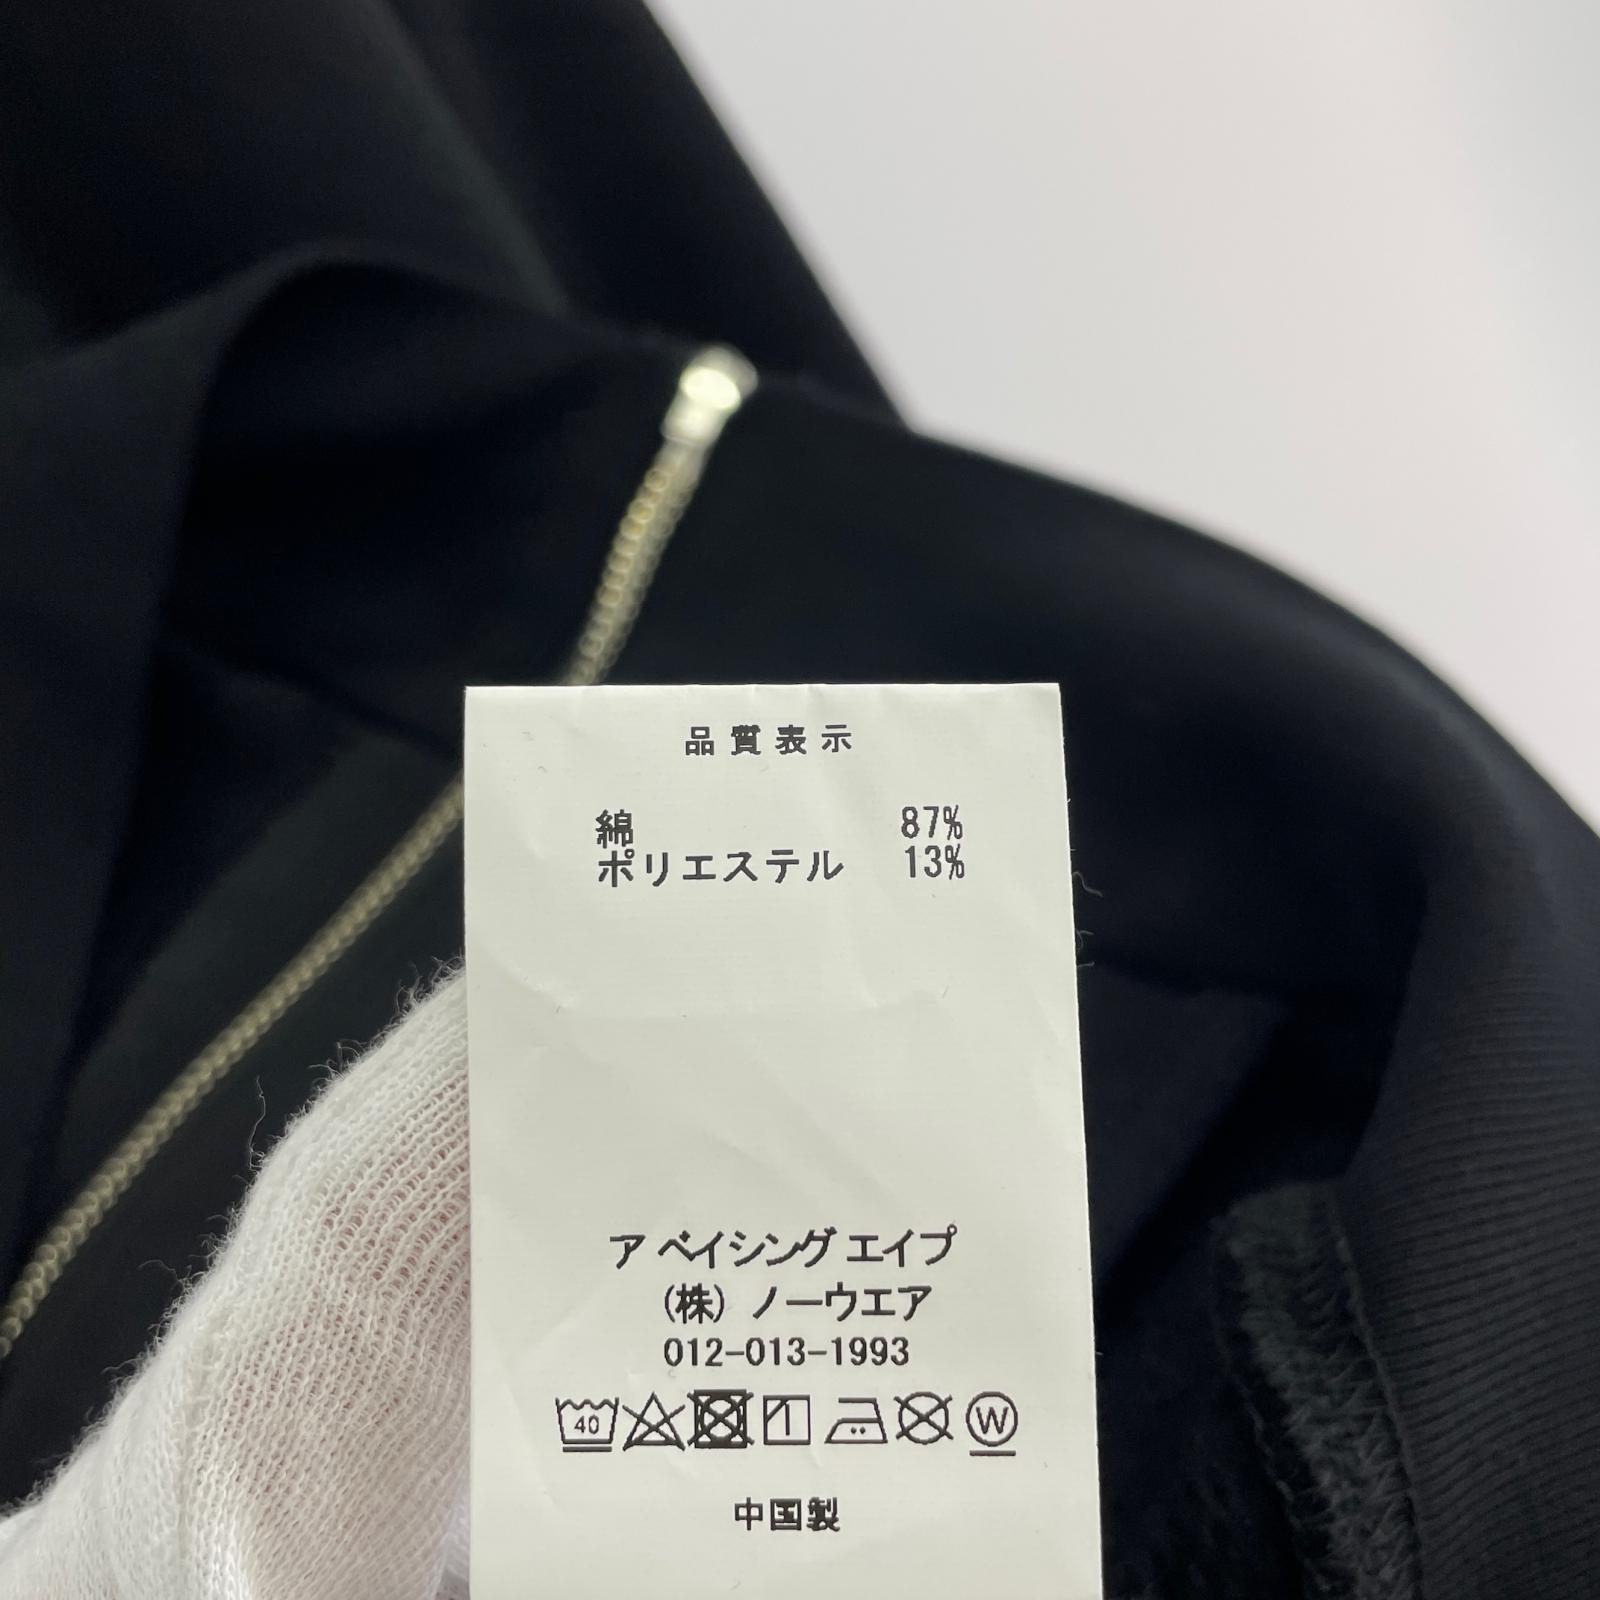 品質表示
綿 87%
ポリエステル 13%
ア ベイシング エイプ
(株) ノーウエア
012-013-1993
40 W
中国製